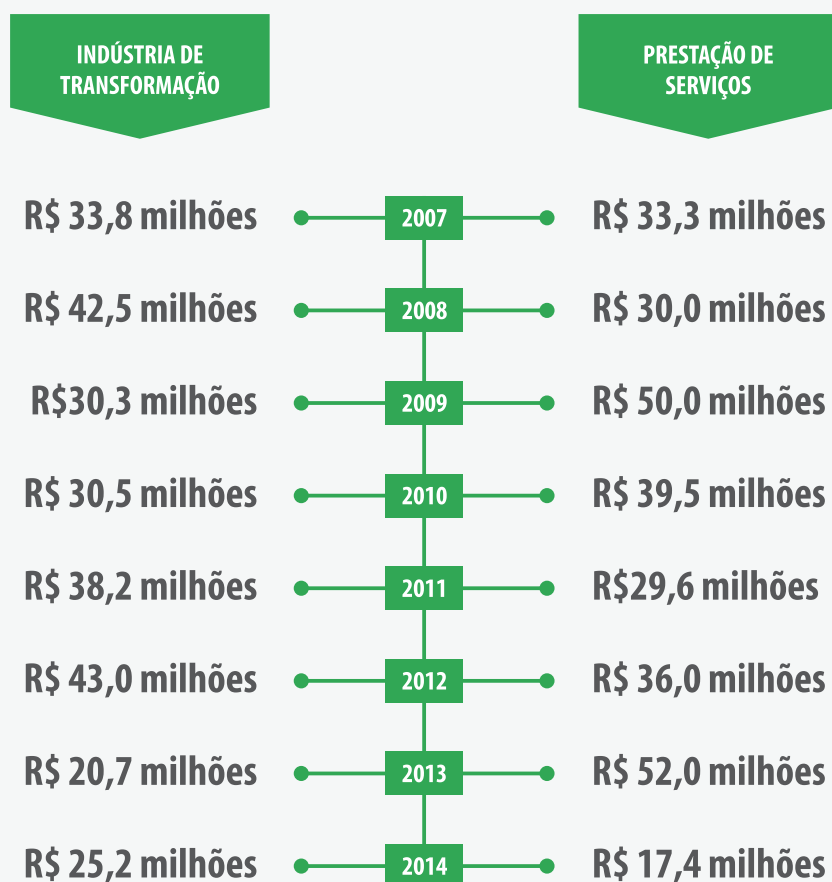 INDÚSTRIA DE
TRANSFORMAÇÃO
PRESTAÇÃO DE
SERVIÇOS
R$ 33,8 milhões 2007 R$ 33,3 milhões
R$ 42,5 milhões 2008 R$ 30,0 milhões
R$30,3 milhões 2009 R$ 50,0 milhões
R$ 30,5 milhões 2010 R$ 39,5 milhões
R$ 38,2 milhões 2011 R$29,6 milhões
R$ 43,0 milhões 2012 R$ 36,0 milhões
R$ 20,7 milhões 2013 R$ 52,0 milhões
R$ 25,2 milhões 2014 R$ 17,4 milhões